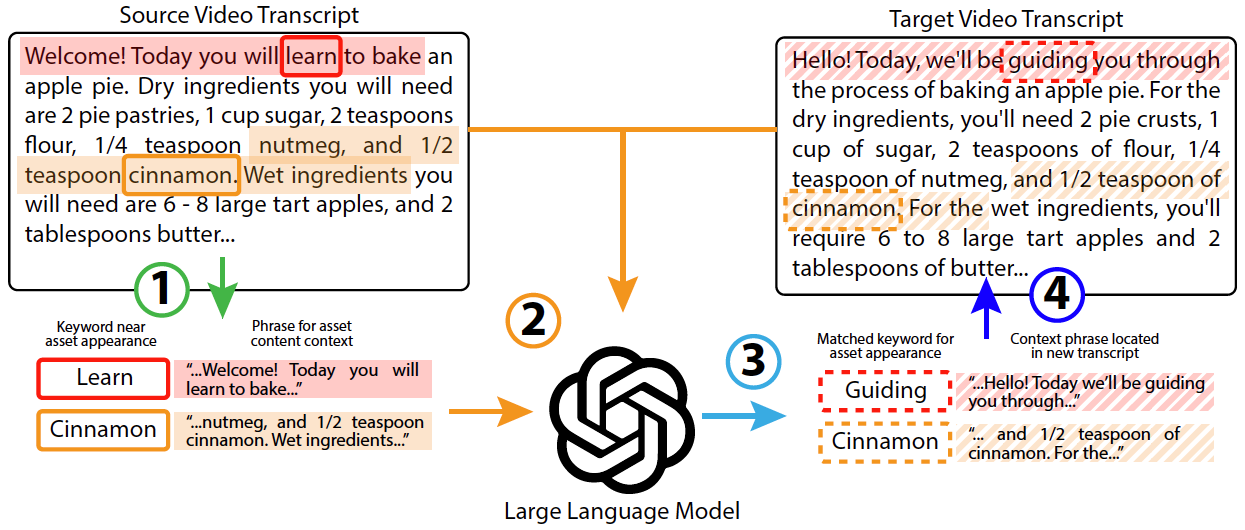 Source Video Transcript
Welcome! Today you will learn to bake an
apple pie. Dry ingredients you will need
are 2 pie pastries, 1 cup sugar, 2 teaspoons
flour, 1/4 teaspoon nutmeg, and 1/2
teaspoon cinnamon. Wet ingredients you
will need are 6 - 8 large tart apples, and 2
tablespoons butter...
1
Keyword near
asset appearance
Phrase for asset
content context
Learn
“...Welcome! Today you will
learn to bake...”
Cinnamon
“...nutmeg, and 1/2 teaspoon
cinnamon. Wet ingredients...”
2
Large Language Model
3
Target Video Transcript
Hello! Today, we'll be guiding you through
the process of baking an apple pie. For the
dry ingredients, you'll need 2 pie crusts, 1
cup of sugar, 2 teaspoons of flour, 1/4
teaspoon of nutmeg, and 1/2 teaspoon of
cinnamon. For the wet ingredients, you'll
require 6 to 8 large tart apples and 2
tablespoons of butter...
4
Matched keyword for
asset appearance
Context phrase located
in new transcript
Guiding
“...Hello! Today we’ll be guiding
you through...”
Cinnamon
“... and 1/2 teaspoon of
cinnamon. For the...”